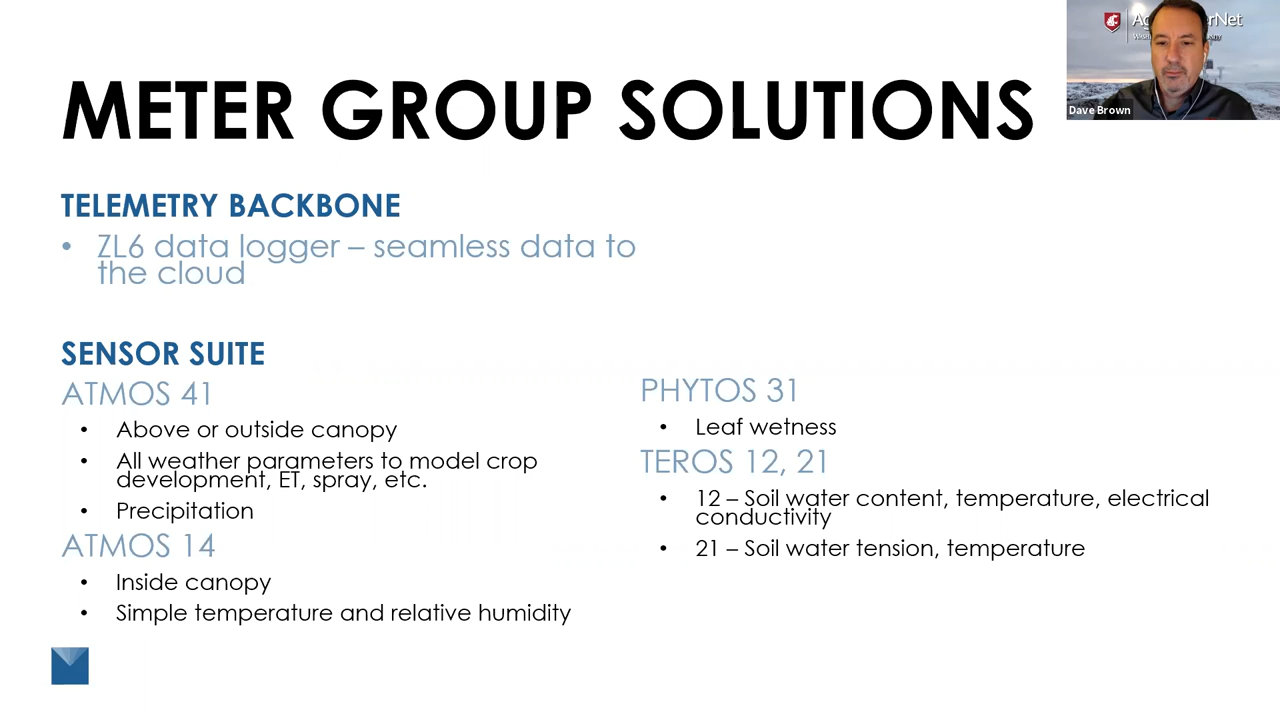 METER GROUP SOLUTIONS
Dave Brown
TELEMETRY BACKBONE
• ZL6 data logger – seamless data to
the cloud
SENSOR SUITE
ATMOS 41
• Above or outside canopy
• All weather parameters to model crop
development, ET, spray, etc.
• Precipitation
ATMOS 14
• Inside canopy
• Simple temperature and relative humidity
PHYTOS 31
• Leaf wetness
TEROS 12, 21
• 12 – Soil water content, temperature, electrical
conductivity
• 21 – Soil water tension, temperature